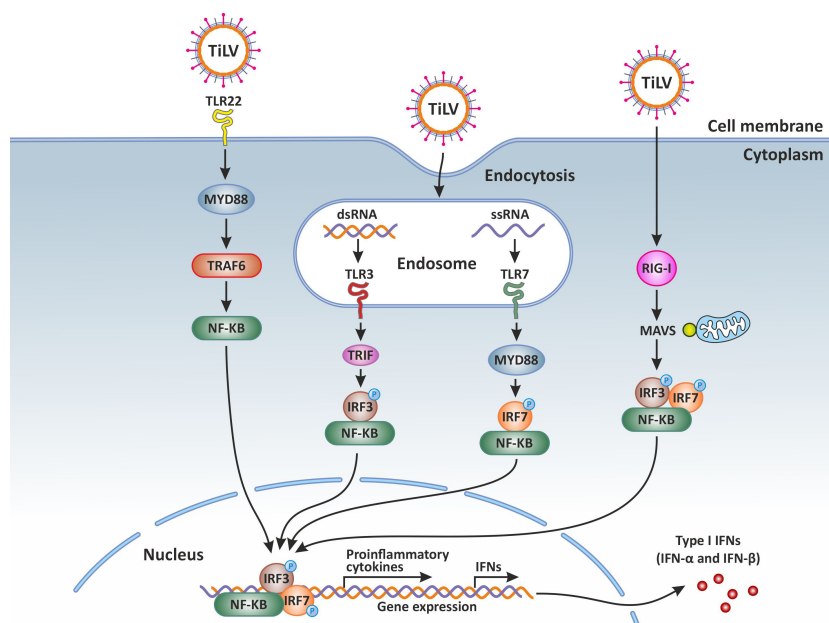 TiLV
TLR22
TiLV
TiLV
Cell membrane
Cytoplasm
Endocytosis
MYD88
TRAF6
NF-KB
dsRNA
ssRNA
Endosome
TLR3
TLR7
TRIF
MYD88
IRF3
P
NF-KB
IRF7
P
NF-KB
RIG-I
MAVS
IRF3
P
IRF7
P
NF-KB
Nucleus
IRF3
P
NF-KB
IRF7
P
Proinflammatory
cytokines
IFNs
Gene expression
Type I IFNs
(IFN-α and IFN-β)